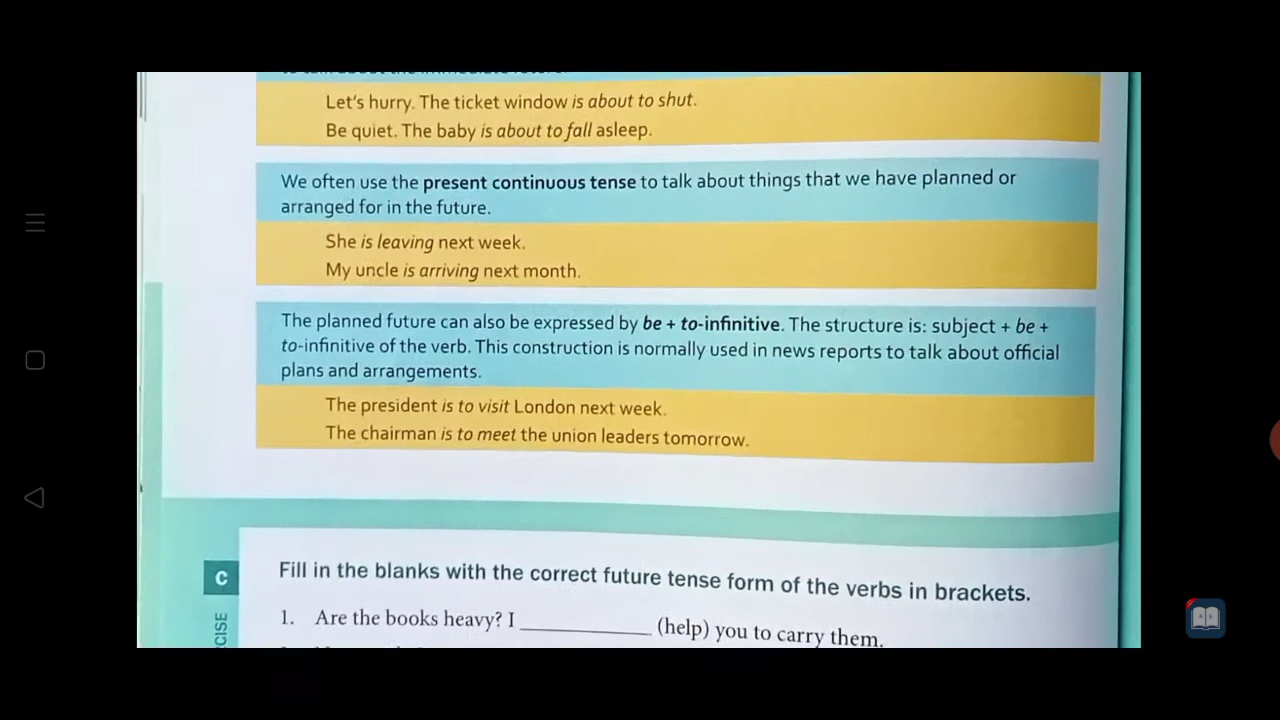 Let's hurry. The ticket window is about to shut.
Be quiet. The baby is about to fall asleep.
We often use the present continuous tense to talk about things that we have planned or
arranged for in the future.
She is leaving next week.
My uncle is arriving next month.
The planned future can also be expressed by be + to-infinitive. The structure is: subject + be +
to-infinitive of the verb. This construction is normally used in news reports to talk about official
plans and arrangements.
The president is to visit London next week.
The chairman is to meet the union leaders tomorrow.
C
Fill in the blanks with the correct future tense form of the verbs in brackets.
1. Are the books heavy? I ____________ (help) you to carry them.